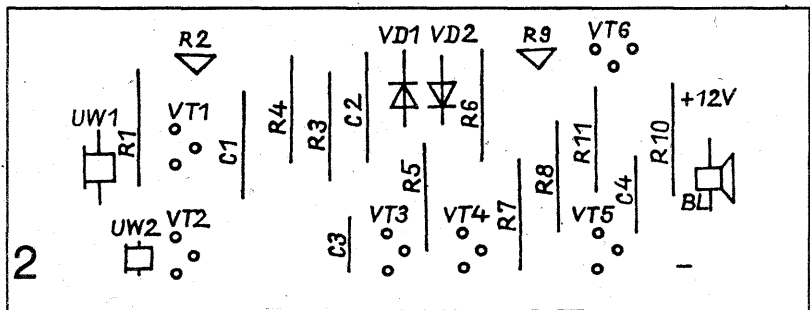 R2
VD1 VD2
R9
VT6
UW1
R1
VT1
C1
R4
R3
C2
R6
R11
R10
+12V
R5
R8
C4
BL
UW2
VT2
C3
VT3
VT4
R7
VT5
2
–